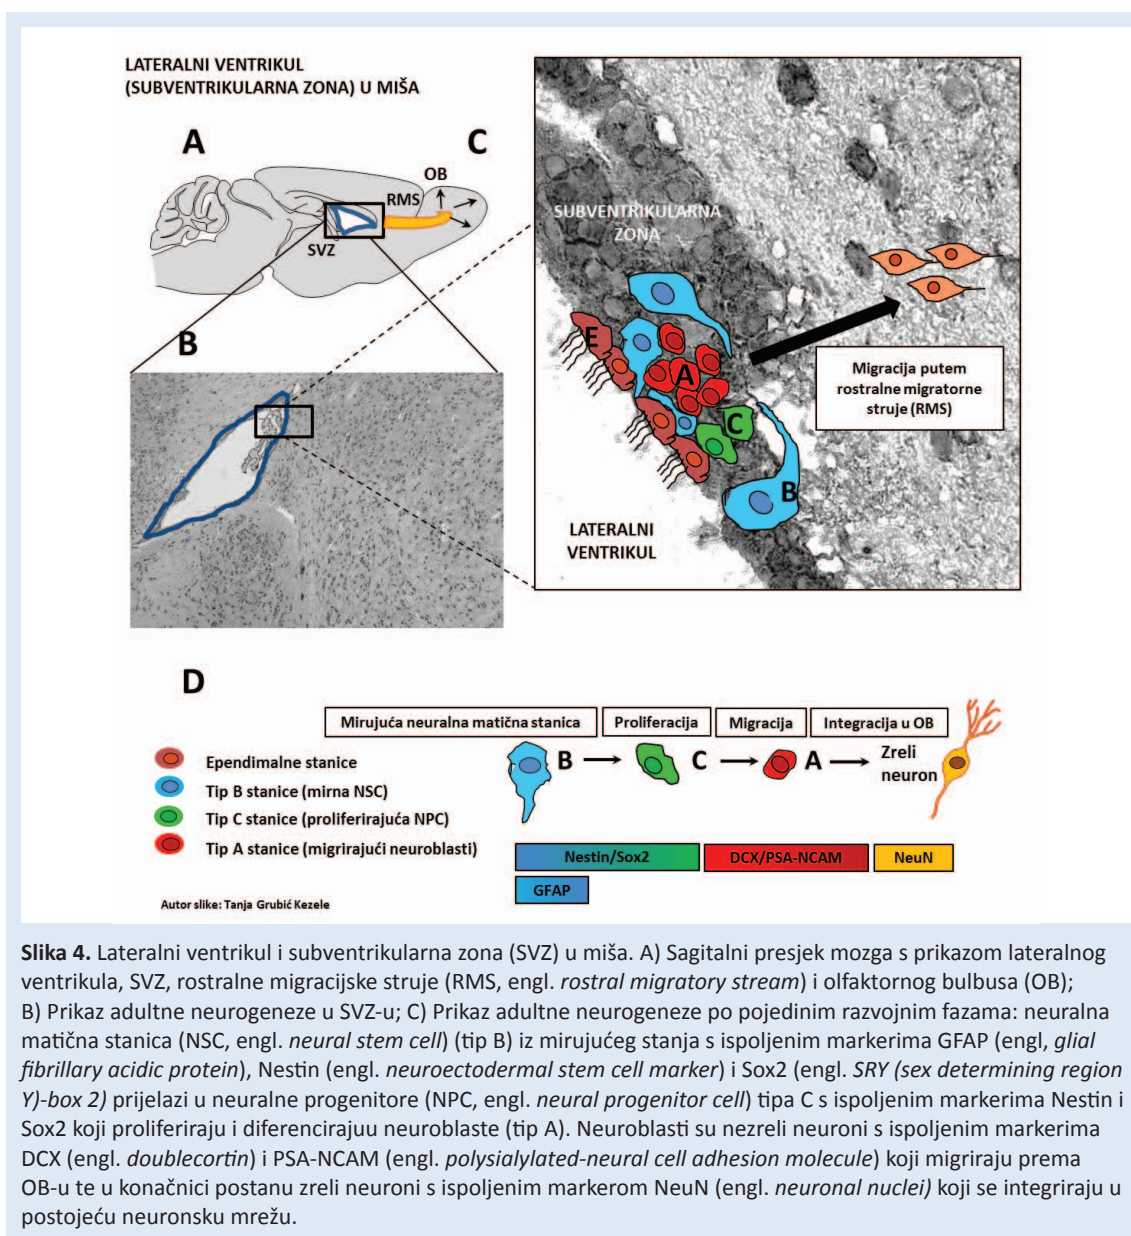 LATERALNI VENTRIKUL
(SUBVENTRIKULARNA ZONA) U MIŠA
A
C
OB
RMS
SVZ
B
SUBVENTRIKULARNA
ZONA
E
A
C
B
Migracija putem
rostralne migratorne
struje (RMS)
LATERALNI
VENTRIKUL
D
Mirujuća neuralna matična stanica
Proliferacija
Migracija
Integracija u OB
B
C
A
Zreli
neuron
Ependimalne stanice
Tip B stanice (mirna NSC)
Tip C stanice (proliferirajuća NPC)
Tip A stanice (migrirajući neuroblasti)
Nestin/Sox2
DCX/PSA-NCAM
NeuN
GFAP
Autor slike: Tanja Grubić Kezele
Slika 4. Lateralni ventrikul i subventrikularna zona (SVZ) u miša. A) Sagitalni presjek mozga s prikazom lateralnog
ventrikula, SVZ, rostralne migracijske struje (RMS, engl. rostral migratory stream) i olfaktornog bulbusa (OB);
B) Prikaz adultne neurogeneze u SVZ-u; C) Prikaz adultne neurogeneze po pojedinim razvojnim fazama: neuralna
matična stanica (NSC, engl. neural stem cell) (tip B) iz mirujućeg stanja s ispoljenim markerima GFAP (engl, glial
fibrillary acidic protein), Nestin (engl. neuroectodermal stem cell marker) i Sox2 (engl. SRY (sex determining region
Y)-box 2) prijelazi u neuralne progenitore (NPC, engl. neural progenitor cell) tipa C s ispoljenim markerima Nestin i
Sox2 koji proliferiraju i diferencirajuu neuroblaste (tip A). Neuroblasti su nezreli neuroni s ispoljenim markerima
DCX (engl. doublecortin) i PSA-NCAM (engl. polysialylated-neural cell adhesion molecule) koji migriraju prema
OB-u te u konačnici postanu zreli neuroni s ispoljenim markerom NeuN (engl. neuronal nuclei) koji se integriraju u
postojeću neuronsku mrežu.